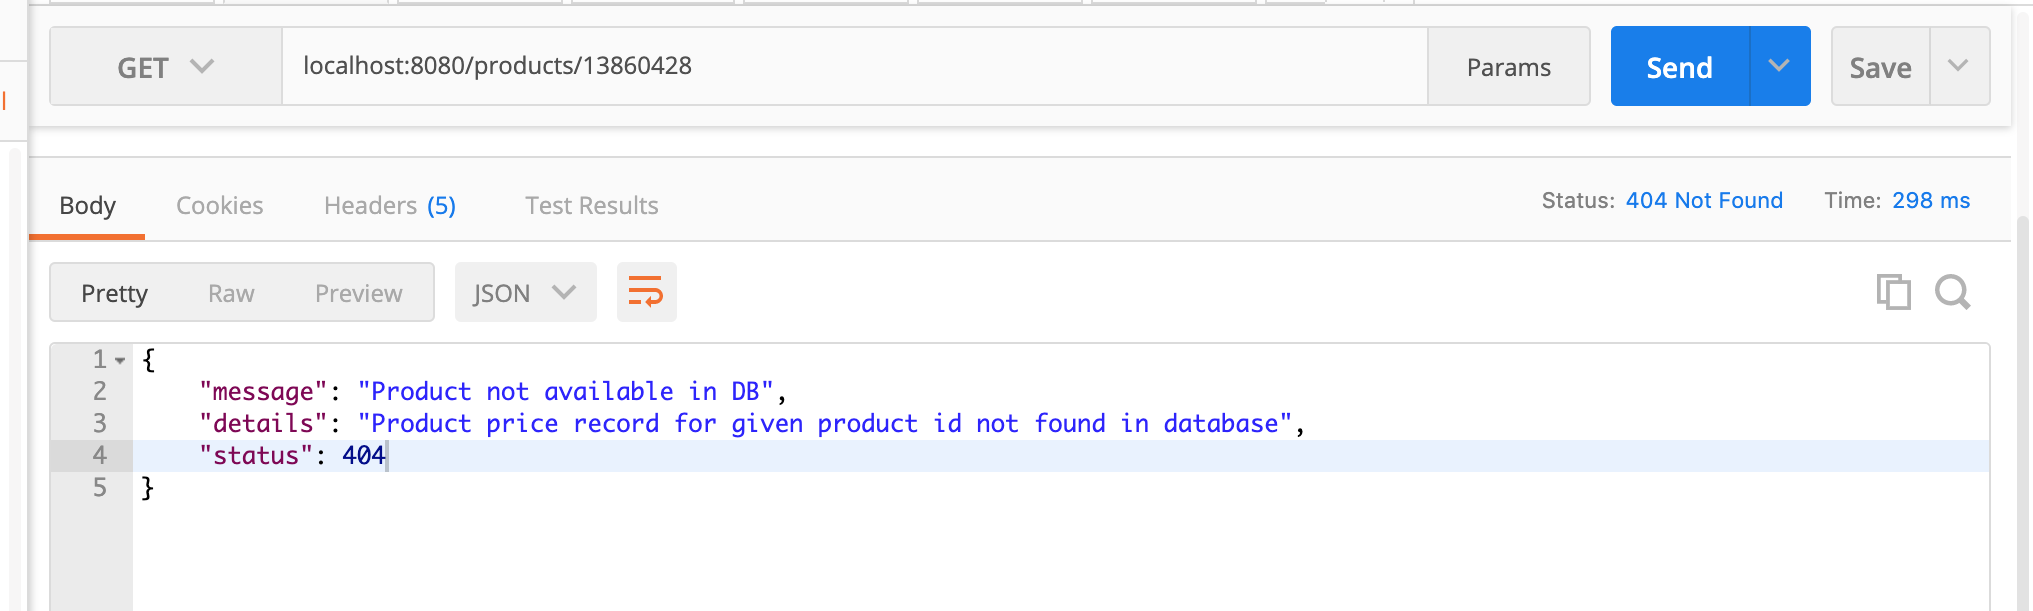 GET localhost:8080/products/13860428 Params Send Save
Body Cookies Headers (5) Test Results Status: 404 Not Found Time: 298 ms
Pretty Raw Preview JSON
1 {
2 "message": "Product not available in DB",
3 "details": "Product price record for given product id not found in database",
4 "status": 404
5 }